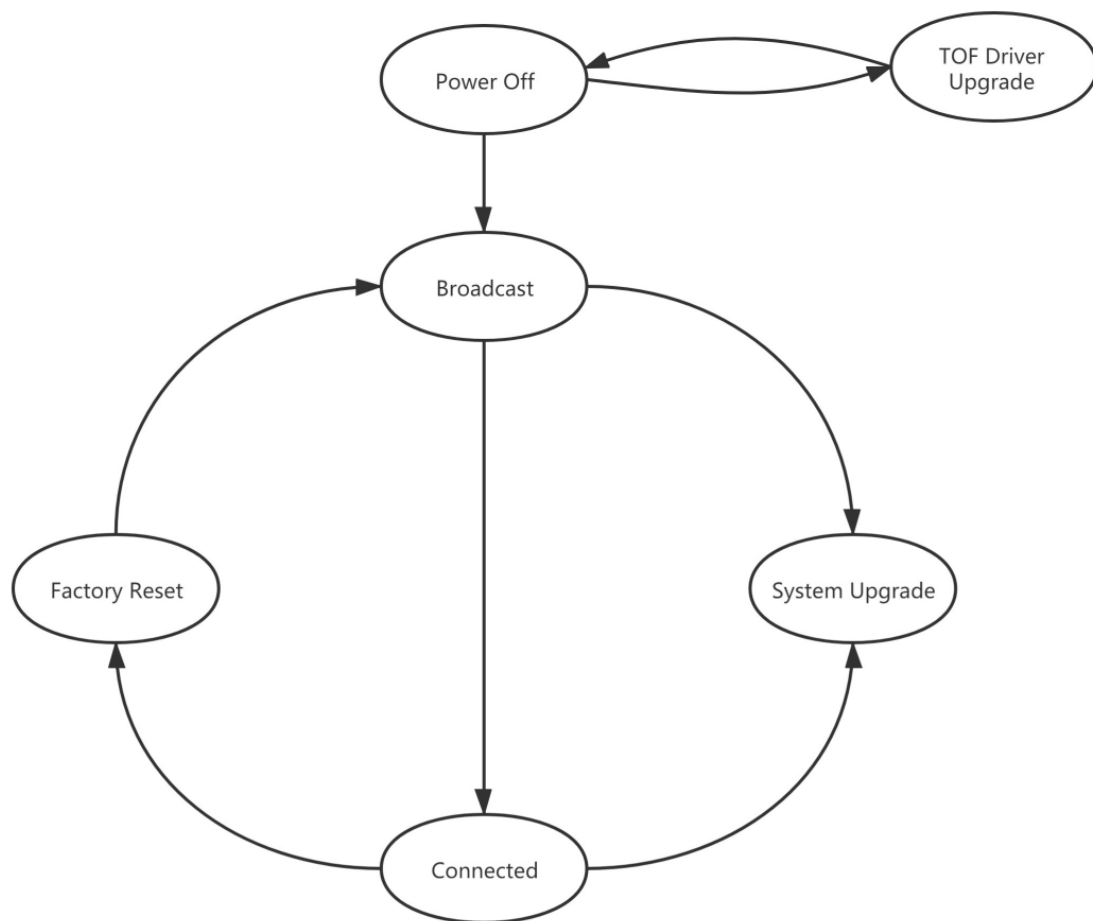 Power Off
TOF Driver
Upgrade
Broadcast
Factory Reset
System Upgrade
Connected